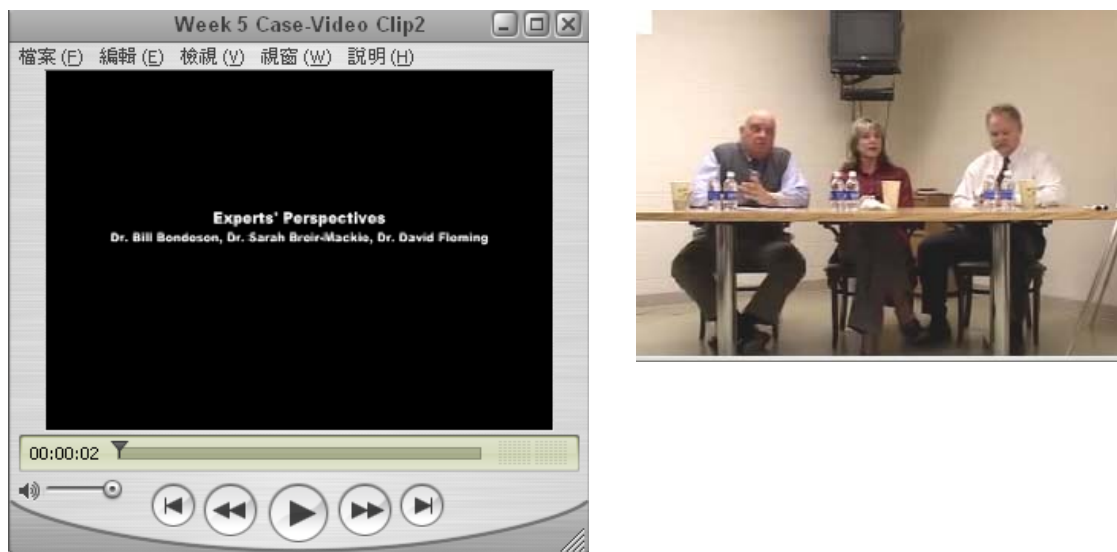 Week 5 Case-Video Clip2
檔案(F) 編輯(E) 檢視(V) 視窗(W) 說明(H)
Experts' Perspectives
Dr. Bill Bondeson, Dr. Sarah Breir-Mackie, Dr. David Fleming
00:00:02